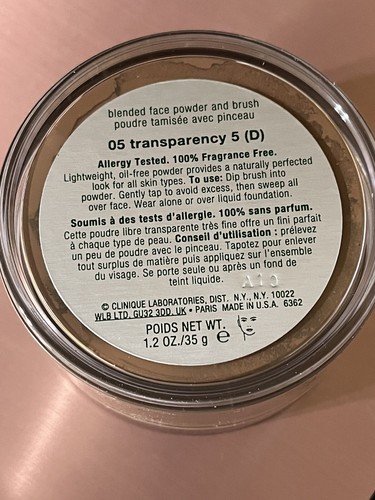 blended face powder and brush
poudre tamisée avec pinceau
05 transparency 5 (D)
Allergy Tested. 100% Fragrance Free.
Lightweight, oil-free powder provides a naturally perfected
look for all skin types. To use: Dip brush into
powder. Gently tap to avoid excess, then sweep all
over face. Wear alone or over liquid foundation.
Soumis à des tests d'allergie. 100% sans parfum.
Cette poudre libre transparente très fine offre un fini parfait
à chaque type de peau. Conseil d'utilisation : prélevez
un peu de poudre avec le pinceau. Tapotez pour enlever
tout surplus de matière puis appliquez sur l'ensemble
du visage. Se porte seule ou après un fond de
teint liquide.
A10
© CLINIQUE LABORATORIES, DIST. N.Y., N.Y. 10022
WLB LTD, GU32 3DD, UK • PARIS MADE IN U.S.A. 6362
POIDS NET WT.
1.2 OZ./35 g e